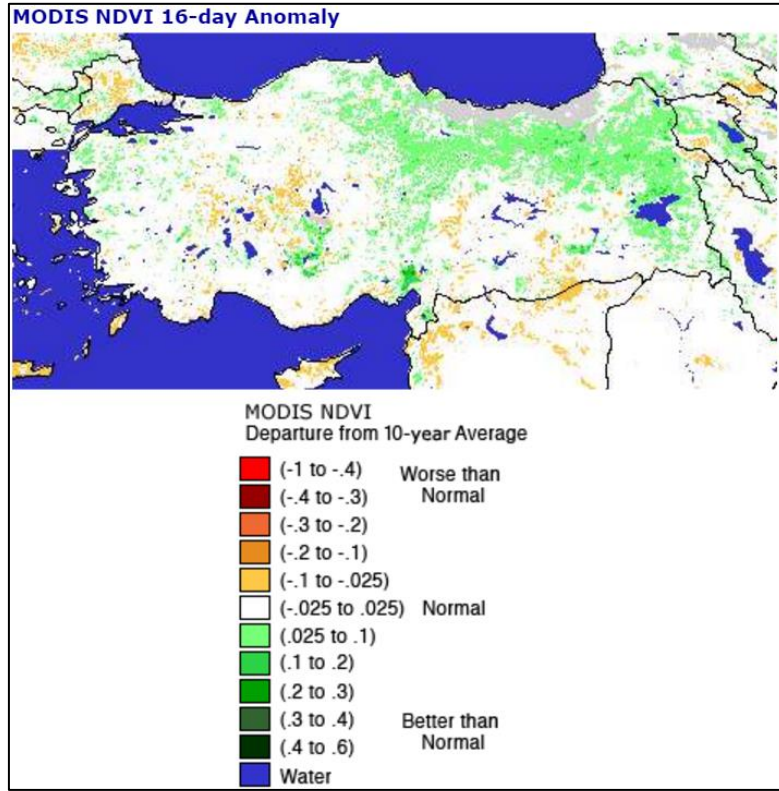 MODIS NDVI 16-day Anomaly
MODIS NDVI
Departure from 10-year Average
(-1 to -.4) Worse than
(-.4 to -.3) Normal
(-.3 to -.2)
(-.2 to -.1)
(-.1 to -.025)
(-.025 to .025) Normal
(.025 to .1)
(.1 to .2)
(.2 to .3)
(.3 to .4) Better than
(.4 to .6) Normal
Water